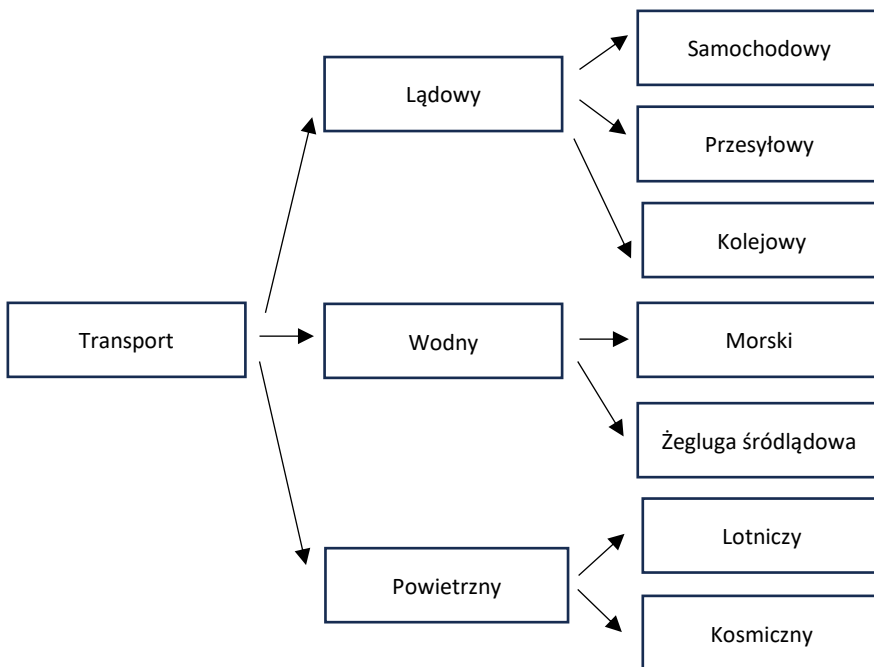 Samochodowy
Lądowy
Przesyłowy
Kolejowy
Transport
Wodny
Morski
Żegluga śródlądowa
Lotniczy
Powietrzny
Kosmiczny